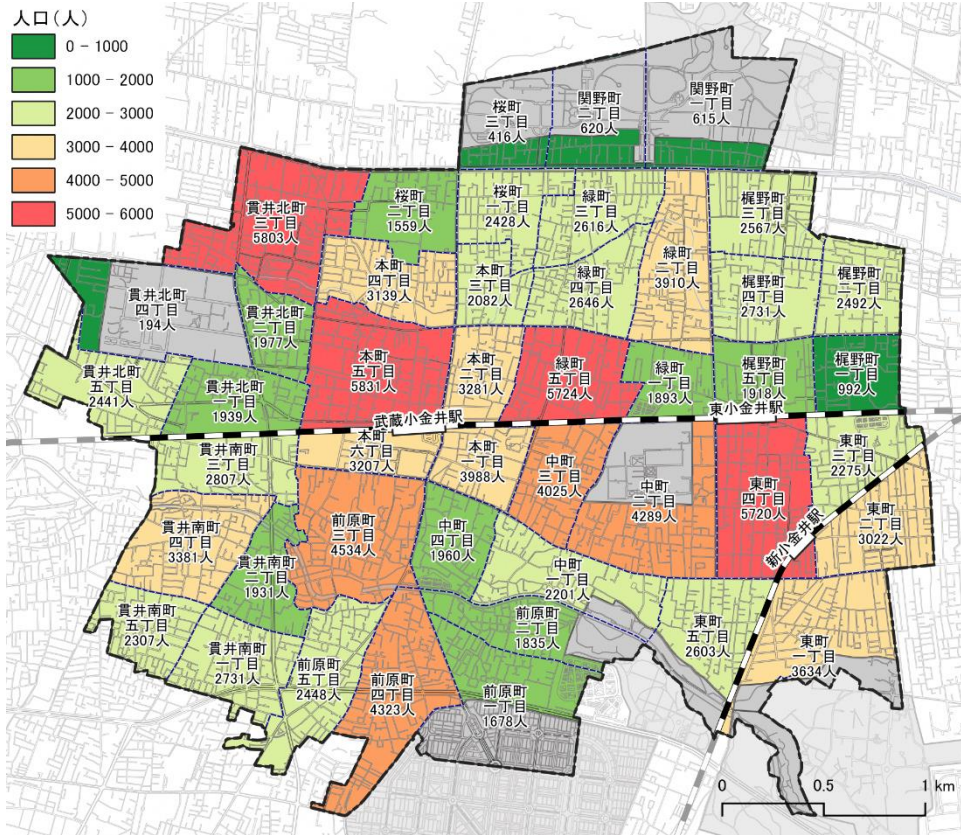 人口(人)
0 - 1000
1000 - 2000
2000 - 3000
3000 - 4000
4000 - 5000
5000 - 6000
桜町
三丁目
416人
関野町
二丁目
620人
関野町
一丁目
615人
貫井北町
三丁目
5803人
桜町
二丁目
1559人
桜町
一丁目
2428人
緑町
三丁目
2616人
梶野町
三丁目
2567人
本町
四丁目
3139人
本町
三丁目
2082人
緑町
四丁目
2646人
緑町
二丁目
3910人
梶野町
四丁目
2731人
梶野町
二丁目
2492人
貫井北町
四丁目
194人
貫井北町
二丁目
1977人
貫井北町
五丁目
2441人
貫井北町
一丁目
1939人
本町
五丁目
5831人
本町
二丁目
3281人
緑町
五丁目
5724人
緑町
一丁目
1893人
梶野町
五丁目
1918人
梶野町
一丁目
992人
武蔵小金井駅
東小金井駅
貫井南町
三丁目
2807人
本町
六丁目
3207人
本町
一丁目
3988人
中町
三丁目
4025人
中町
二丁目
4289人
東町
四丁目
5720人
東町
三丁目
2275人
東町
二丁目
3022人
新小金井駅
貫井南町
四丁目
3381人
貫井南町
二丁目
1931人
前原町
三丁目
4534人
中町
四丁目
1960人
中町
一丁目
2201人
貫井南町
五丁目
2307人
貫井南町
一丁目
2731人
前原町
五丁目
2448人
前原町
四丁目
4323人
前原町
二丁目
1835人
前原町
一丁目
1678人
東町
五丁目
2603人
東町
一丁目
3634人
0 0.5 1 km